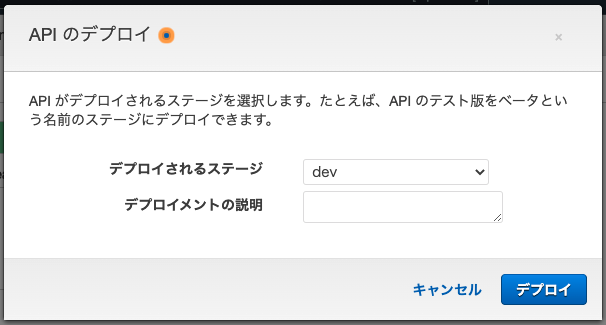 API のデプロイ
×
API がデプロイされるステージを選択します。たとえば、API のテスト版をベータとい
う名前のステージにデプロイできます。
デプロイされるステージ dev
デプロイメントの説明
キャンセル デプロイ